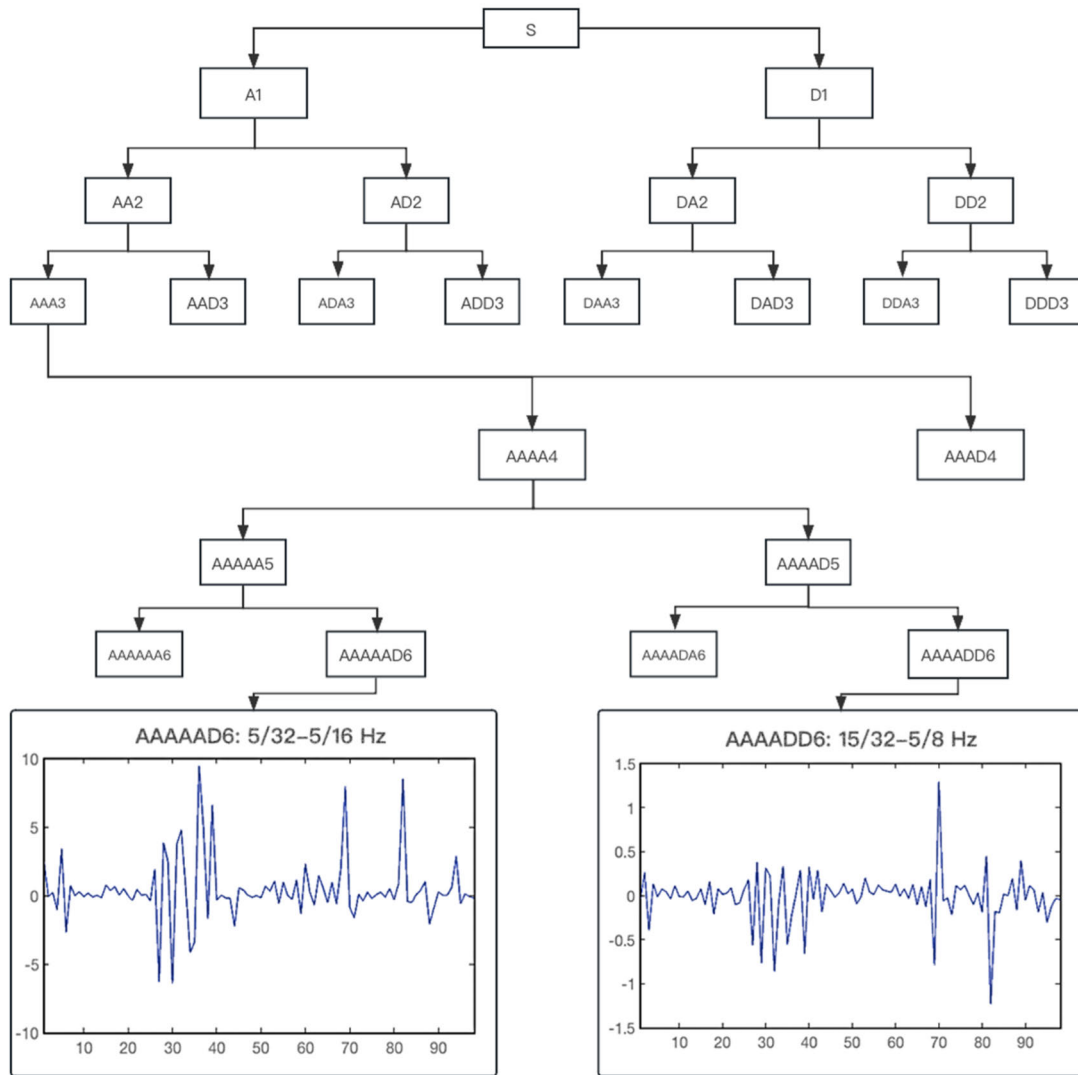 S
A1
D1
AA2
AD2
DA2
DD2
AAA3
AAD3
ADA3
ADD3
DAA3
DAD3
DDA3
DDD3
AAAA4
AAAD4
AAAAA5
AAAAD5
AAAAAA6
AAAAAD6
AAAADA6
AAAADD6
AAAAAD6: 5/32–5/16 Hz
10
5
0
-5
-10
10 20 30 40 50 60 70 80 90
AAAADD6: 15/32–5/8 Hz
1.5
1
0.5
0
-0.5
-1
-1.5
10 20 30 40 50 60 70 80 90